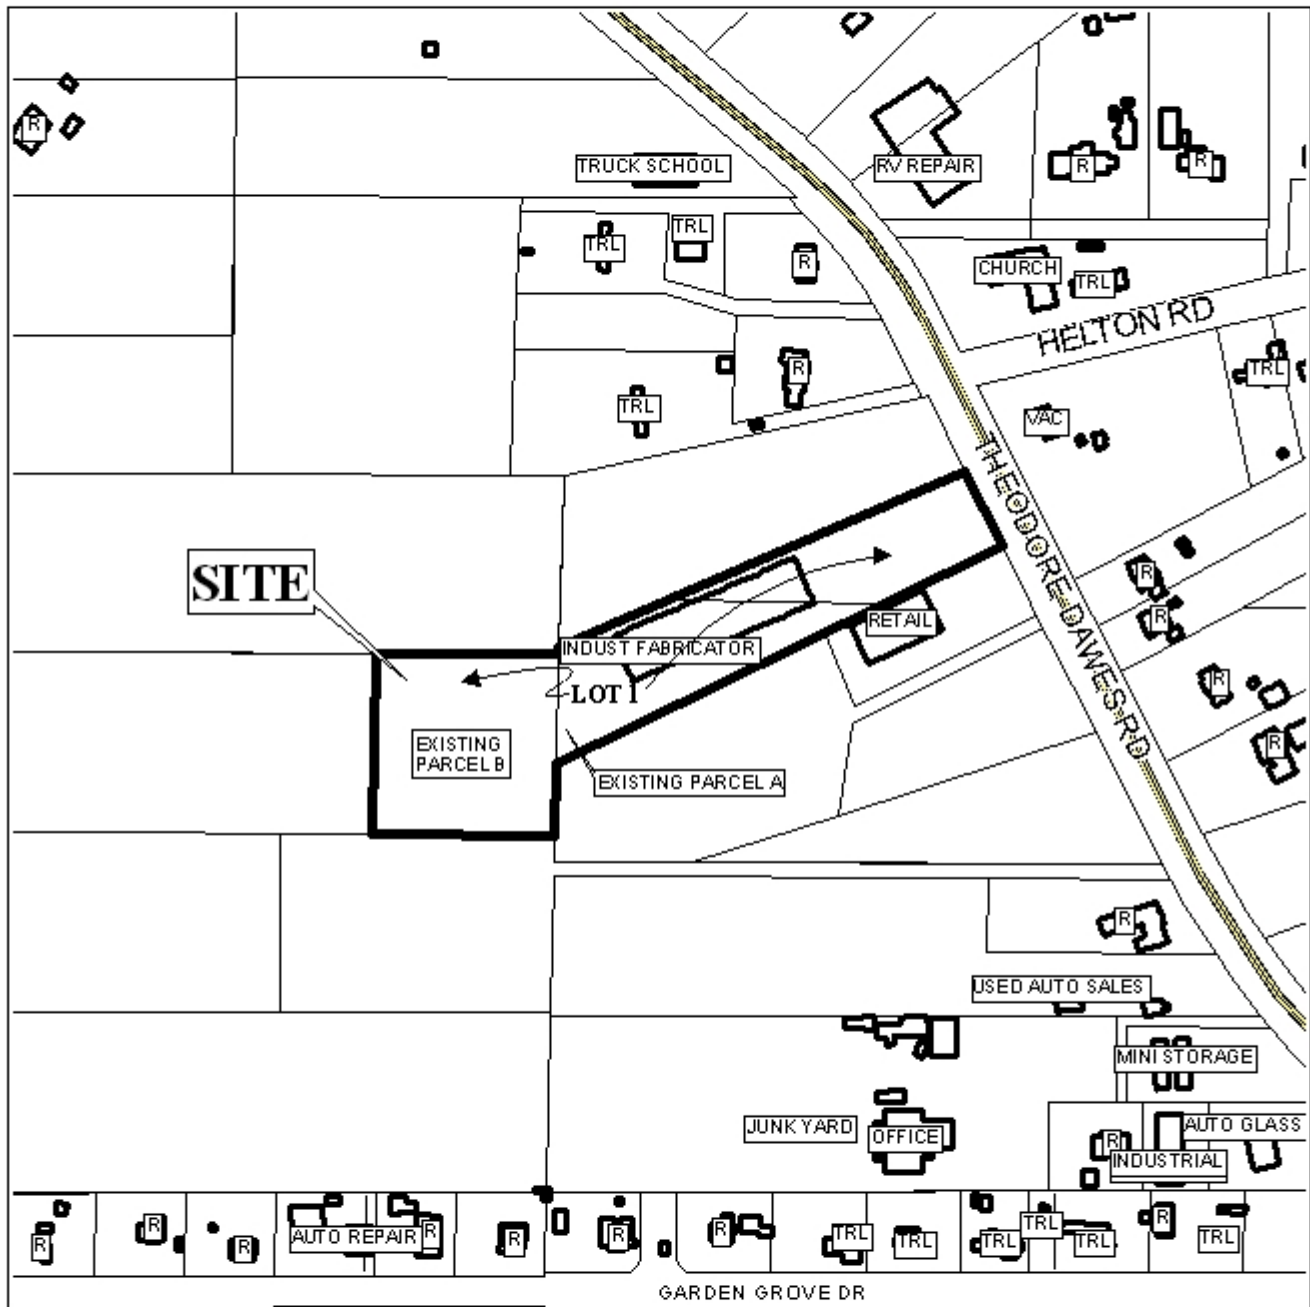 R
TRUCK SCHOOL
RV REPAIR
R
R
TRL
TRL
R
CHURCH
TRL
HELTON RD
R
TRL
TRL
VAC
THEODORE DAWES RD
SITE
R
R
RETAIL
INDUST FABRICATOR
LOT 1
R
EXISTING
PARCEL B
R
EXISTING PARCEL A
R
USED AUTO SALES
MINI STORAGE
JUNK YARD
OFFICE
AUTO GLASS
R
INDUSTRIAL
R
R
R
AUTO REPAIR
R
R
R
R
TRL
TRL
TRL
TRL
TRL
R
TRL
GARDEN GROVE DR